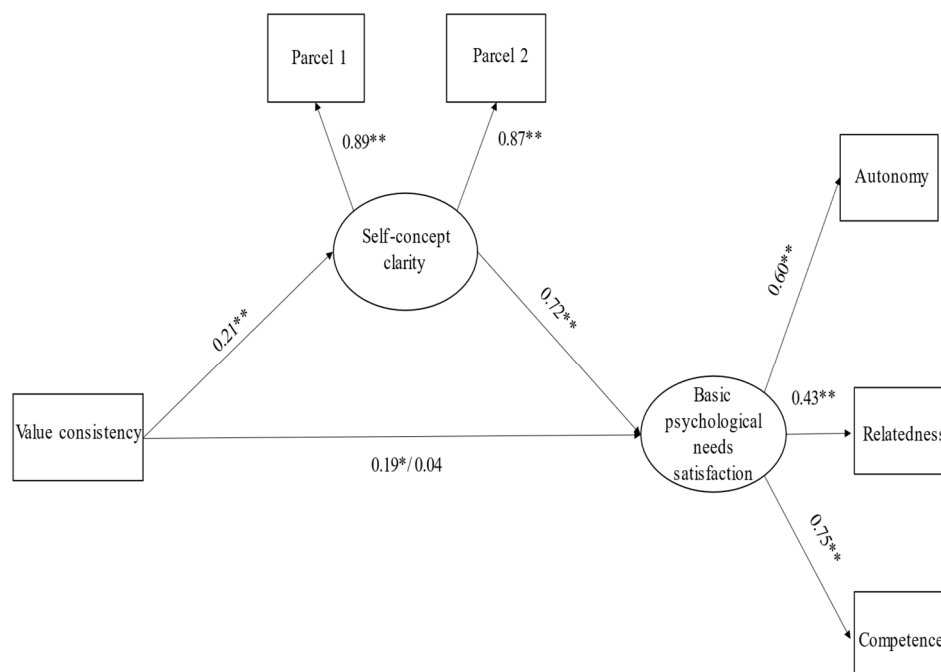 Parcel 1
Parcel 2
0.89**
0.87**
Autonomy
Self-concept
clarity
0.60**
0.21**
0.72**
Value consistency
0.19*/ 0.04
Basic
psychological
needs
satisfaction
0.43**
Relatedness
0.75**
Competence